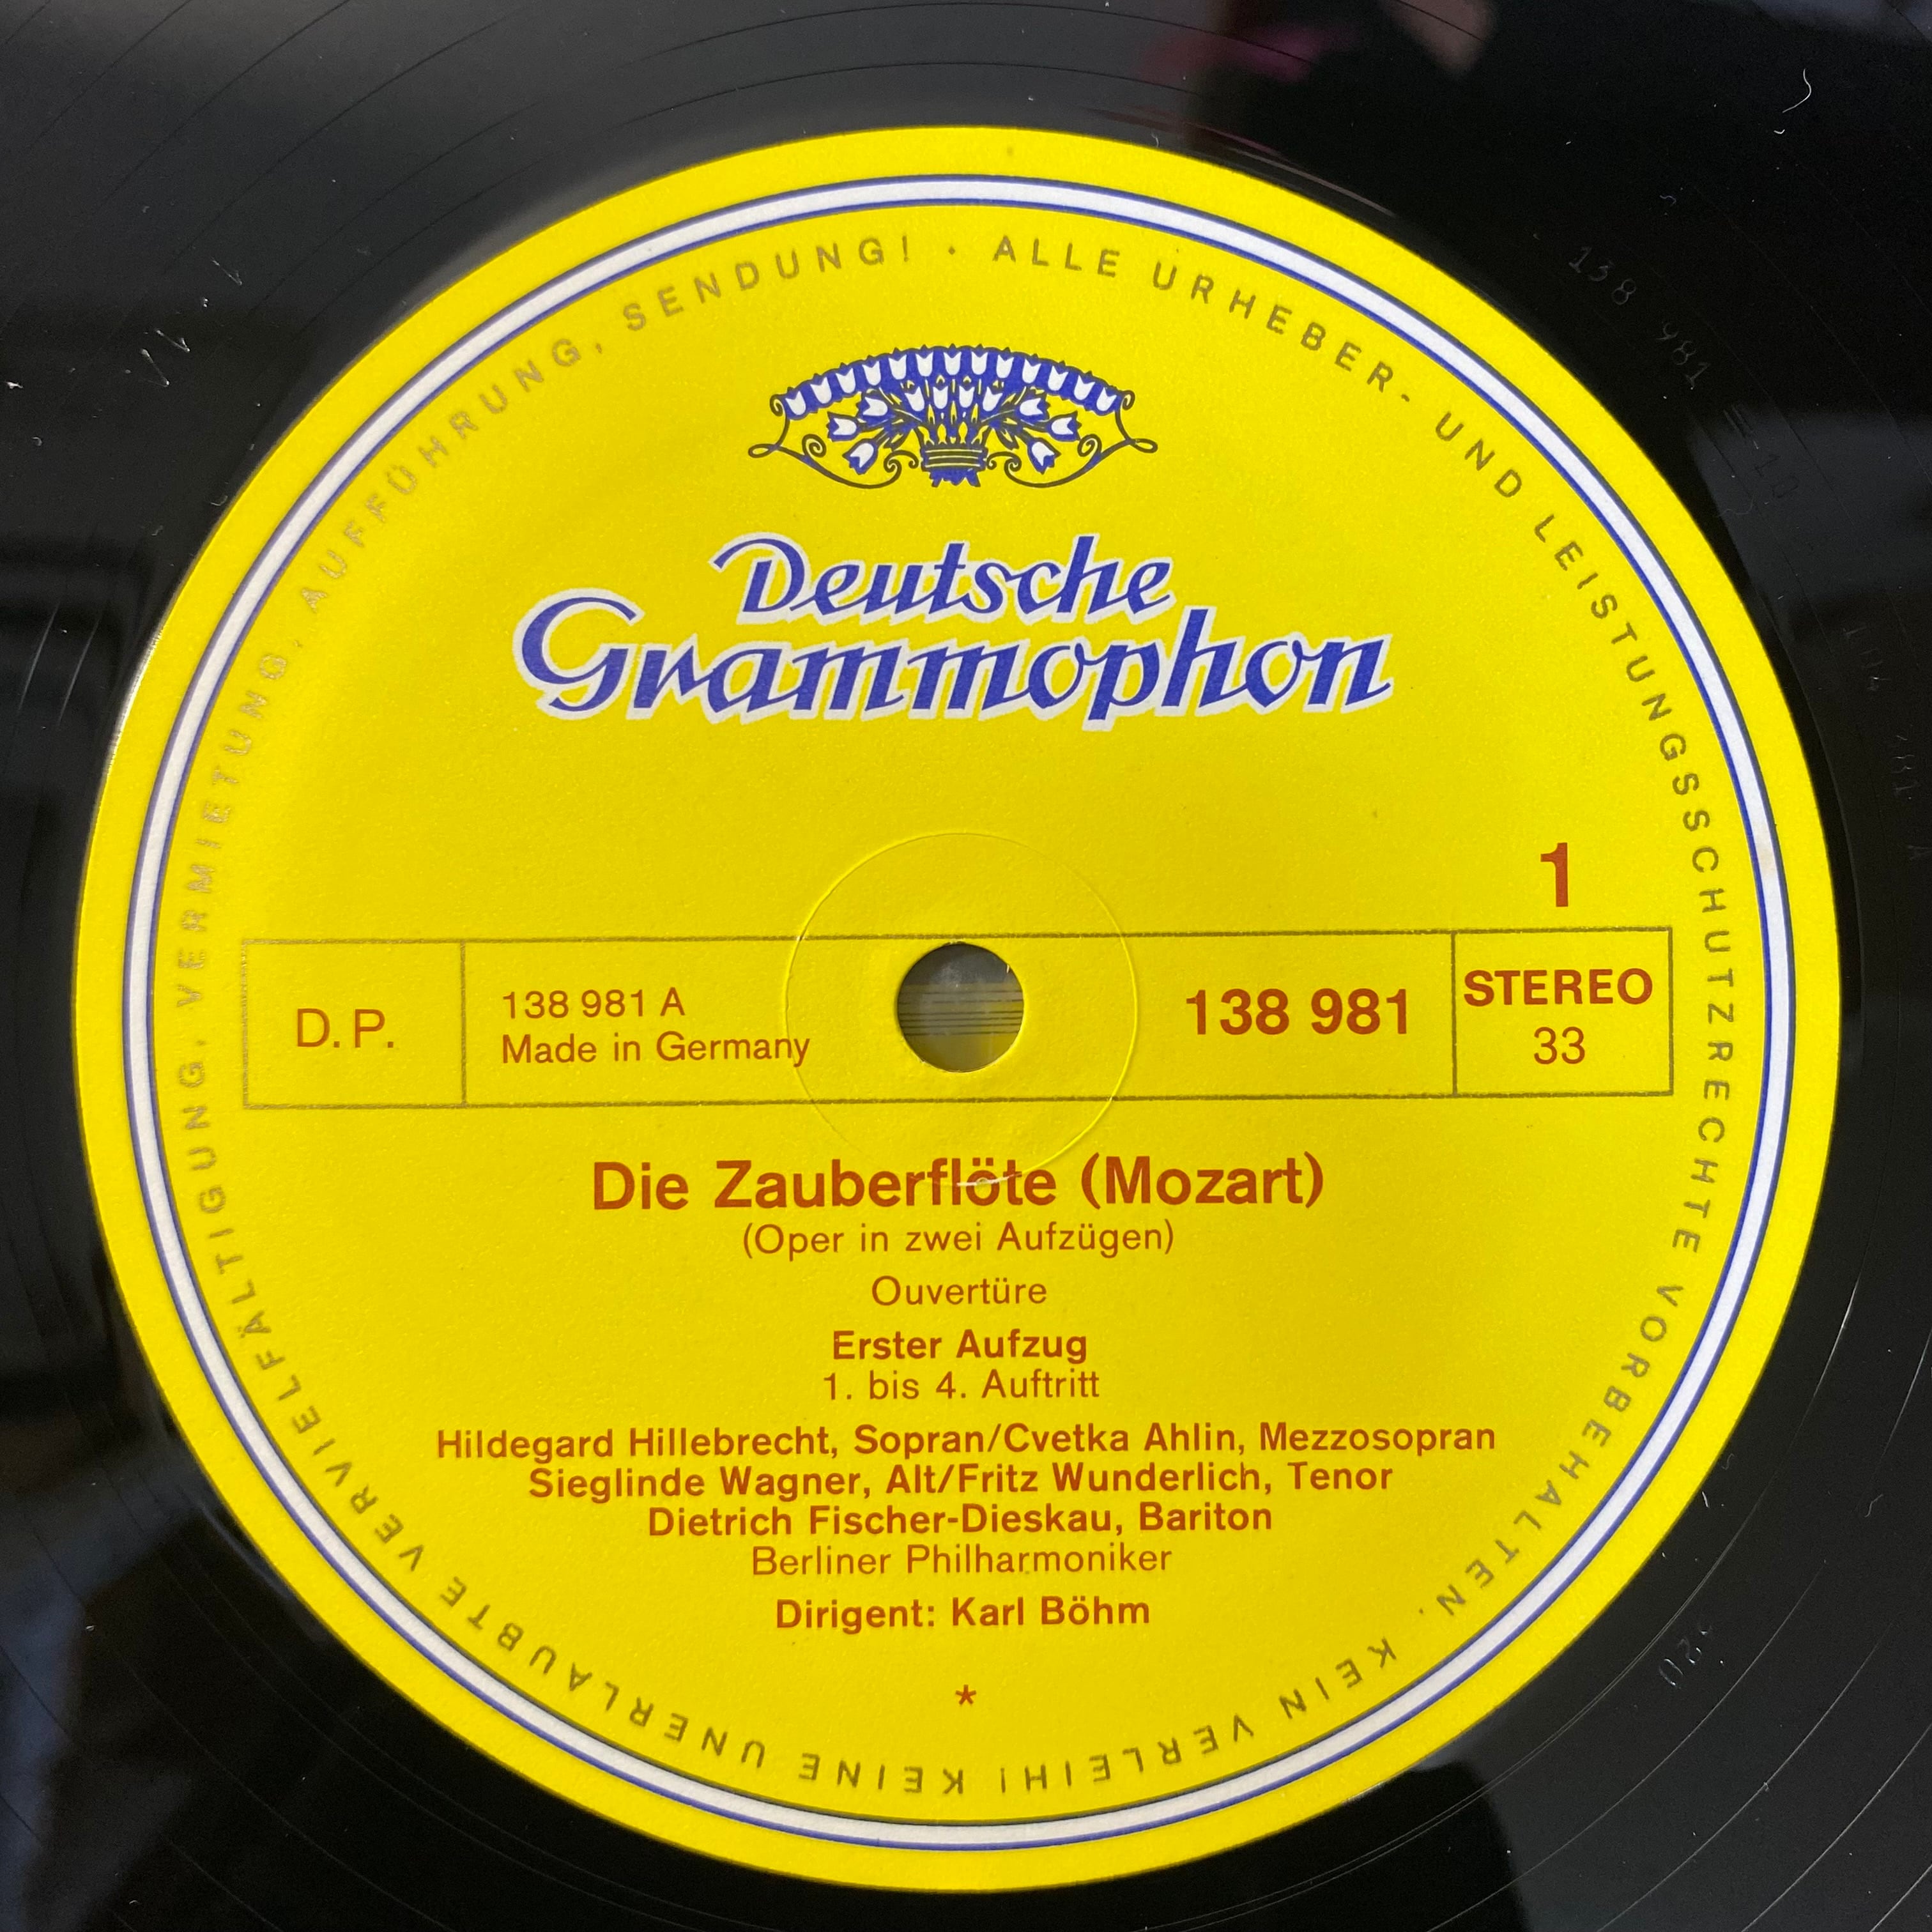 ALLE URHEBER- UND LEISTUNGSSCHUTZRECHTE VORBEHALTEN. KEIN VERLEIH! KEINE UNERLAUBTE VERVIELFÄLTIGUNG, VERMIETUNG, AUFFÜHRUNG, SENDUNG! ·
Deutsche
Grammophon
1
D.P.
138 981 A
Made in Germany
138 981
STEREO
33
Die Zauberflöte (Mozart)
(Oper in zwei Aufzügen)
Ouvertüre
Erster Aufzug
1. bis 4. Auftritt
Hildegard Hillebrecht, Sopran/Cvetka Ahlin, Mezzosopran
Sieglinde Wagner, Alt/Fritz Wunderlich, Tenor
Dietrich Fischer-Dieskau, Bariton
Berliner Philharmoniker
Dirigent: Karl Böhm
*
138 981